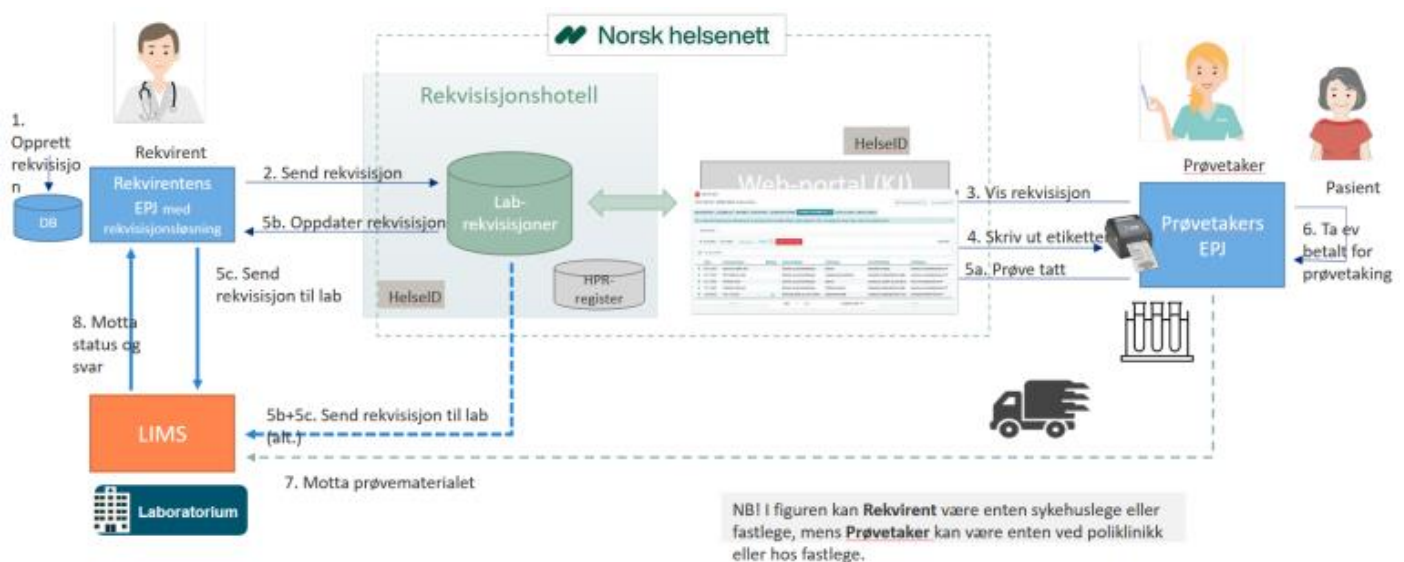 Norsk helsenett
Rekvisisjonshotell
HelseID
1.
Opprett
rekvisisjo
n
Rekvirent
Prøvetaker
Pasient
DB
Rekvirentens
EPJ med
rekvisisjonsløsning
2. Send rekvisisjon
5b. Oppdater rekvisisjon
Lab-
rekvisisjoner
HPR-
register
HelseID
Web-portal (KJ)
3. Vis rekvisisjon
4. Skriv ut etiketter
5a. Prøve tatt
Prøvetakers
EPJ
6. Ta ev
betalt for
prøvetaking
5c. Send
rekvisisjon til lab
8. Motta
status og
svar
LIMS
5b+5c. Send rekvisisjon til lab
(alt.)
7. Motta prøvematerialet
Laboratorium
NB! I figuren kan Rekvirent være enten sykehuslege eller
fastlege, mens Prøvetaker kan være enten ved poliklinikk
eller hos fastlege.